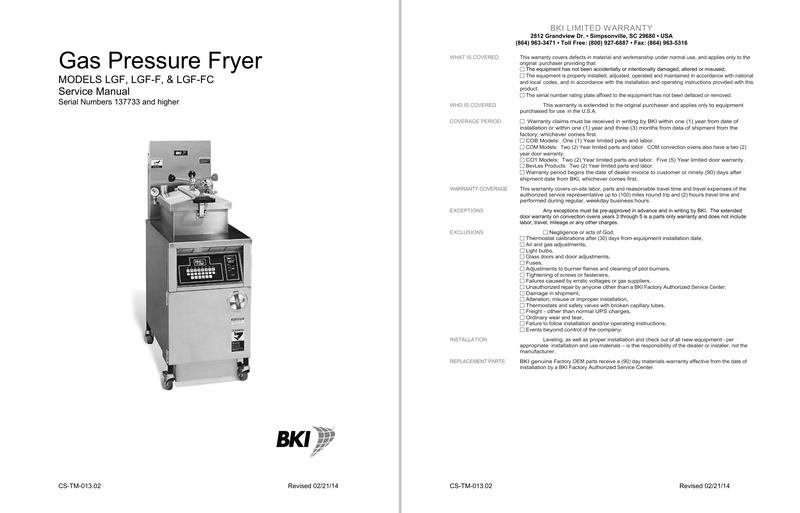 Gas Pressure Fryer
MODELS LGF, LGF-F, & LGF-FC
Service Manual
Serial Numbers 137733 and higher
BKI
BKI
CS-TM-013.02 Revised 02/21/14
BKI LIMITED WARRANTY
2812 Grandview Dr. • Simpsonville, SC 29680 • USA
(864) 963-3471 • Toll Free: (800) 927-6887 • Fax: (864) 963-5316
WHAT IS COVERED This warranty covers defects in material and workmanship under normal use, and applies only to the
original purchaser providing that:
☐ The equipment has not been accidentally or intentionally damaged, altered or misused;
☐ The equipment is properly installed, adjusted, operated and maintained in accordance with national
and local codes, and in accordance with the installation and operating instructions provided with this
product.
☐ The serial number rating plate affixed to the equipment has not been defaced or removed.
WHO IS COVERED This warranty is extended to the original purchaser and applies only to equipment
purchased for use in the U.S.A.
COVERAGE PERIOD ☐ Warranty claims must be received in writing by BKI within one (1) year from date of
installation or within one (1) year and three (3) months from data of shipment from the
factory, whichever comes first.
☐ COB Models: One (1) Year limited parts and labor.
☐ COM Models: Two (2) Year limited parts and labor. COM convection ovens also have a two (2)
year door warranty.
☐ CO1 Models: Two (2) Year limited parts and labor. Five (5) Year limited door warranty.
☐ BevLes Products: Two (2) Year limited parts and labor.
☐ Warranty period begins the date of dealer invoice to customer or ninety (90) days after
shipment date from BKI, whichever comes first.
WARRANTY COVERAGE This warranty covers on-site labor, parts and reasonable travel time and travel expenses of the
authorized service representative up to (100) miles round trip and (2) hours travel time and
performed during regular, weekday business hours.
EXCEPTIONS Any exceptions must be pre-approved in advance and in writing by BKI. The extended
door warranty on convection ovens years 3 through 5 is a parts only warranty and does not include
labor, travel, mileage or any other charges.
EXCLUSIONS ☐ Negligence or acts of God,
☐ Thermostat calibrations after (30) days from equipment installation date,
☐ Air and gas adjustments,
☐ Light bulbs,
☐ Glass doors and door adjustments,
☐ Fuses,
☐ Adjustments to burner flames and cleaning of pilot burners,
☐ Tightening of screws or fasteners,
☐ Failures caused by erratic voltages or gas suppliers,
☐ Unauthorized repair by anyone other than a BKI Factory Authorized Service Center,
☐ Damage in shipment,
☐ Alteration, misuse or improper installation,
☐ Thermostats and safety valves with broken capillary tubes,
☐ Freight - other than normal UPS charges,
☐ Ordinary wear and tear,
☐ Failure to follow installation and/or operating instructions,
☐ Events beyond control of the company.
INSTALLATION Leveling, as well as proper installation and check out of all new equipment - per
appropriate installation and use materials – is the responsibility of the dealer or installer, not the
manufacturer.
REPLACEMENT PARTS BKI genuine Factory OEM parts receive a (90) day materials warranty effective from the date of
installation by a BKI Factory Authorized Service Center.
CS-TM-013.02 Revised 02/21/14